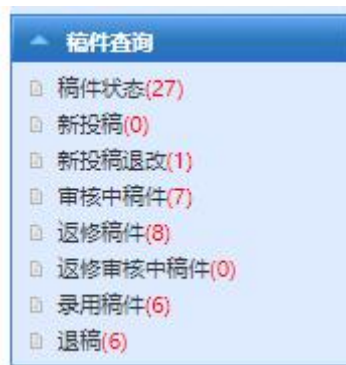 稿件查询
稿件状态(27)
新投稿(0)
新投稿退改(1)
审核中稿件(7)
返修稿件(8)
返修审核中稿件(0)
录用稿件(6)
退稿(6)